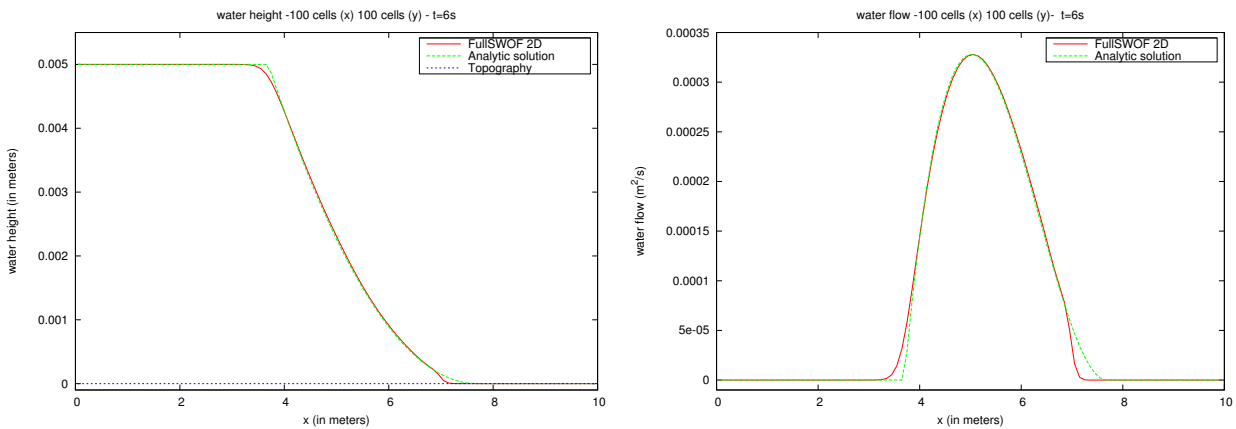 water height -100 cells (x) 100 cells (y) - t=6s
FullSWOF 2D
Analytic solution
Topography
0.005
0.004
0.003
0.002
0.001
0
water height (in meters)
0 2 4 6 8 10
x (in meters)
water flow -100 cells (x) 100 cells (y)- t=6s
FullSWOF 2D
Analytic solution
0.00035
0.0003
0.00025
0.0002
0.00015
0.0001
5e-05
0
water flow (m²/s)
0 2 4 6 8 10
x (in meters)